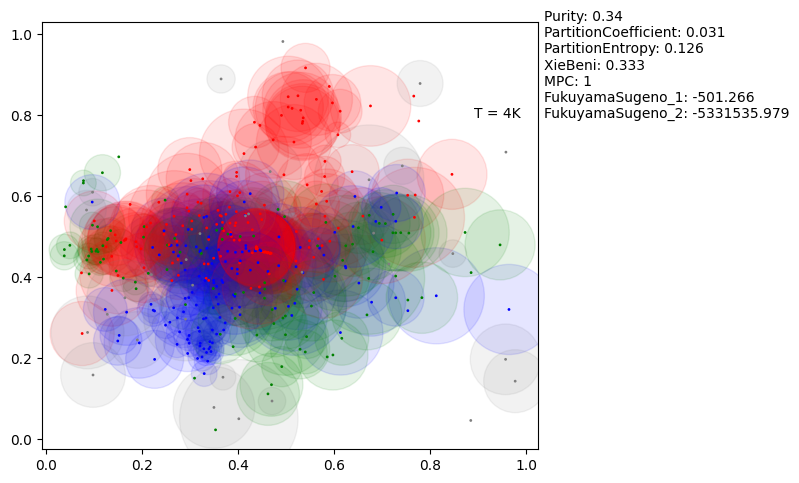 Purity: 0.34
PartitionCoefficient: 0.031
PartitionEntropy: 0.126
XieBeni: 0.333
MPC: 1
FukuyamaSugeno_1: -501.266
FukuyamaSugeno_2: -5331535.979
T = 4K
1.0
0.8
0.6
0.4
0.2
0.0
0.0 0.2 0.4 0.6 0.8 1.0